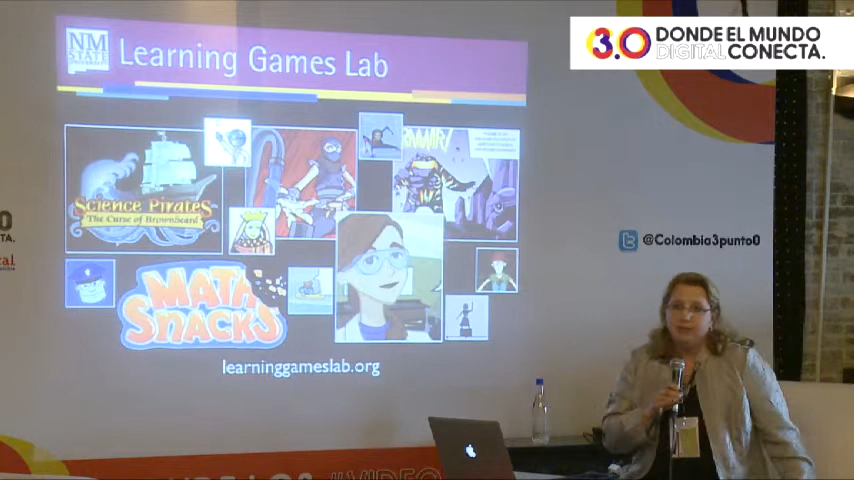 3.0 DONDE EL MUNDO
DIGITAL CONECTA.
NM
STATE
Learning Games Lab
Science Pirates
The Curse of BrownBeard
MATH
SNACKS
learninggameslab.org
@Colombia3punto0